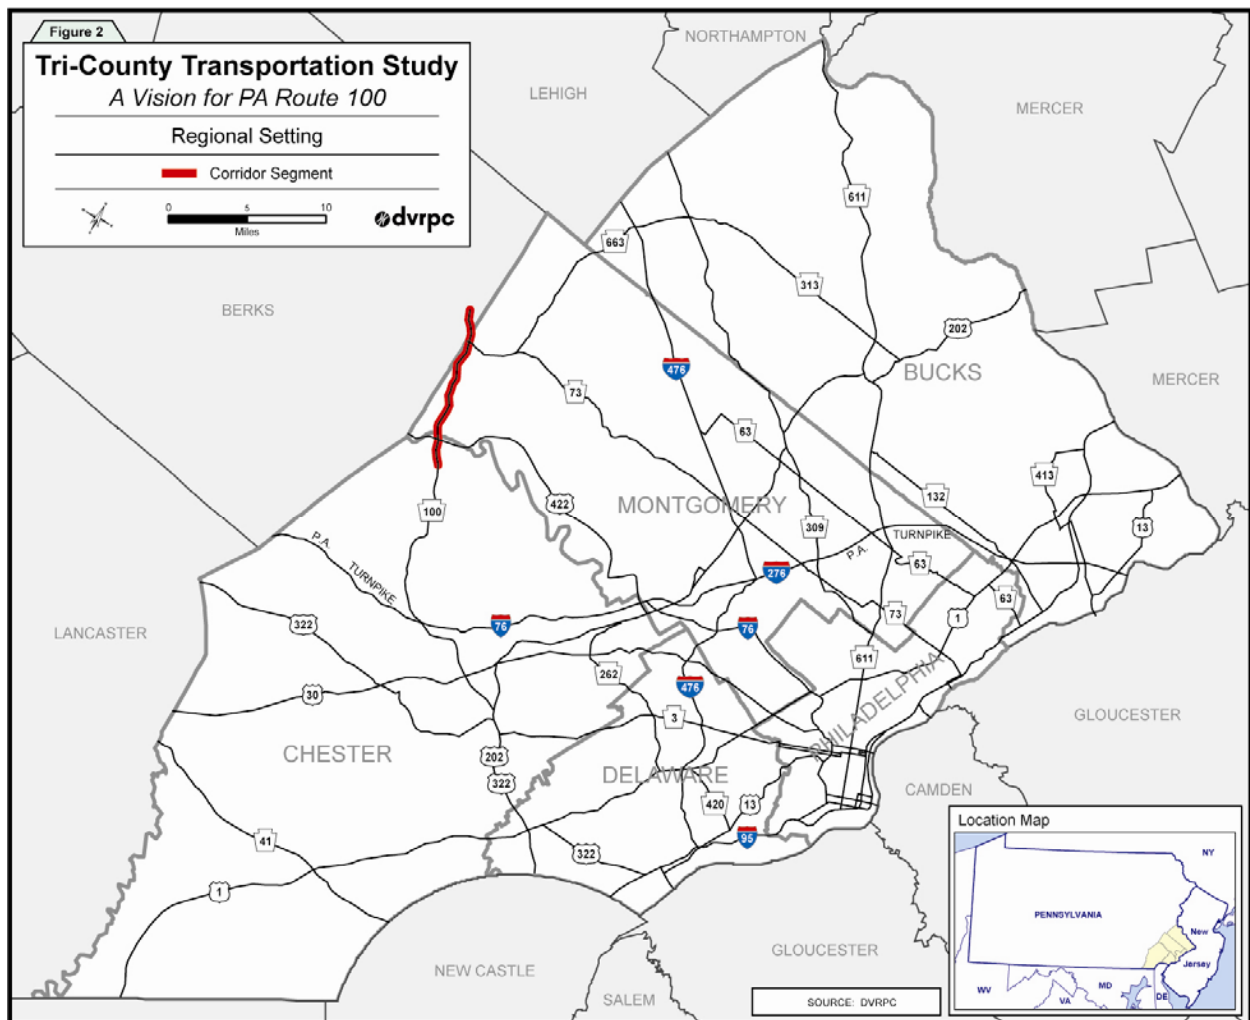 Figure 2
Tri-County Transportation Study
A Vision for PA Route 100
Regional Setting
Corridor Segment
0 5 10
Miles
dvrpc
NORTHAMPTON
LEHIGH
MERCER
611
663
313
BERKS
202
476
BUCKS
73
MERCER
63
413
132
422
MONTGOMERY
100
309
13
P.A. TURNPIKE
P.A. TURNPIKE
276
63
63
73
1
322
76
76
LANCASTER
611
262
476
30
3
PHILADELPHIA
GLOUCESTER
CHESTER
202
322
DELAWARE
CAMDEN
420
13
41
95
322
1
NEW CASTLE
GLOUCESTER
SALEM
SOURCE: DVRPC
Location Map
NY
PENNSYLVANIA
New
Jersey
WV
MD
VA
DE